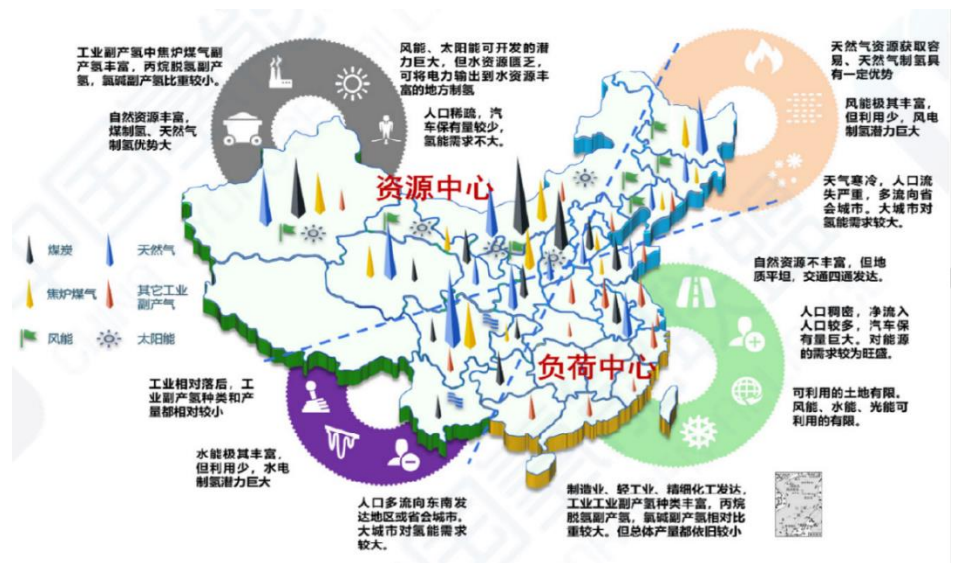 工业副产氢中焦炉煤气副
产氢丰富，丙烷脱氢副产
氢，氯碱副产氢比重较小。
自然资源丰富，
煤制氢、天然气
制氢优势大
风能、太阳能可开发的潜
力巨大，但水资源匮乏，
可将电力输出到水资源丰
富的地方制氢
人口稀疏，汽
车保有量较少，
氢能需求不大。
天然气资源获取容
易、天然气制氢具
有一定优势
风能极其丰富，
但利用少，风电
制氢潜力巨大
天气寒冷，人口流
失严重，多流向省
会城市。大城市对
氢能需求较大。
资源中心
煤炭
天然气
焦炉煤气
其它工业
副产气
风能
太阳能
自然资源不丰富，但地
质平坦，交通四通发达。
人口稠密，净流入
人口较多，汽车保
有量巨大。对能源
的需求较为旺盛。
可利用的土地有限。
风能、水能、光能可
利用的有限。
负荷中心
工业相对落后，工
业副产氢种类和产
量都相对较小
水能极其丰富，
但利用少，水电
制氢潜力巨大
人口多流向东南发
达地区或省会城市。
大城市对氢能需求
较大。
制造业、轻工业、精细化工发达，
工业工业副产氢种类丰富，丙烷
脱氢副产氢，氯碱副产氢相对比
重较大。但总体产量都依旧较小